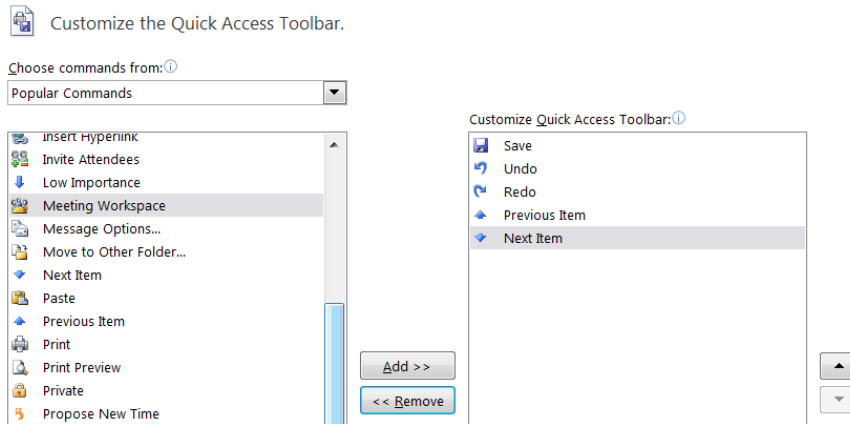 Customize the Quick Access Toolbar.
Choose commands from:
Popular Commands
Customize Quick Access Toolbar:
Insert Hyperlink
Invite Attendees
Low Importance
Meeting Workspace
Message Options...
Move to Other Folder...
Next Item
Paste
Previous Item
Print
Print Preview
Private
Propose New Time
Add >>
<< Remove
Save
Undo
Redo
Previous Item
Next Item